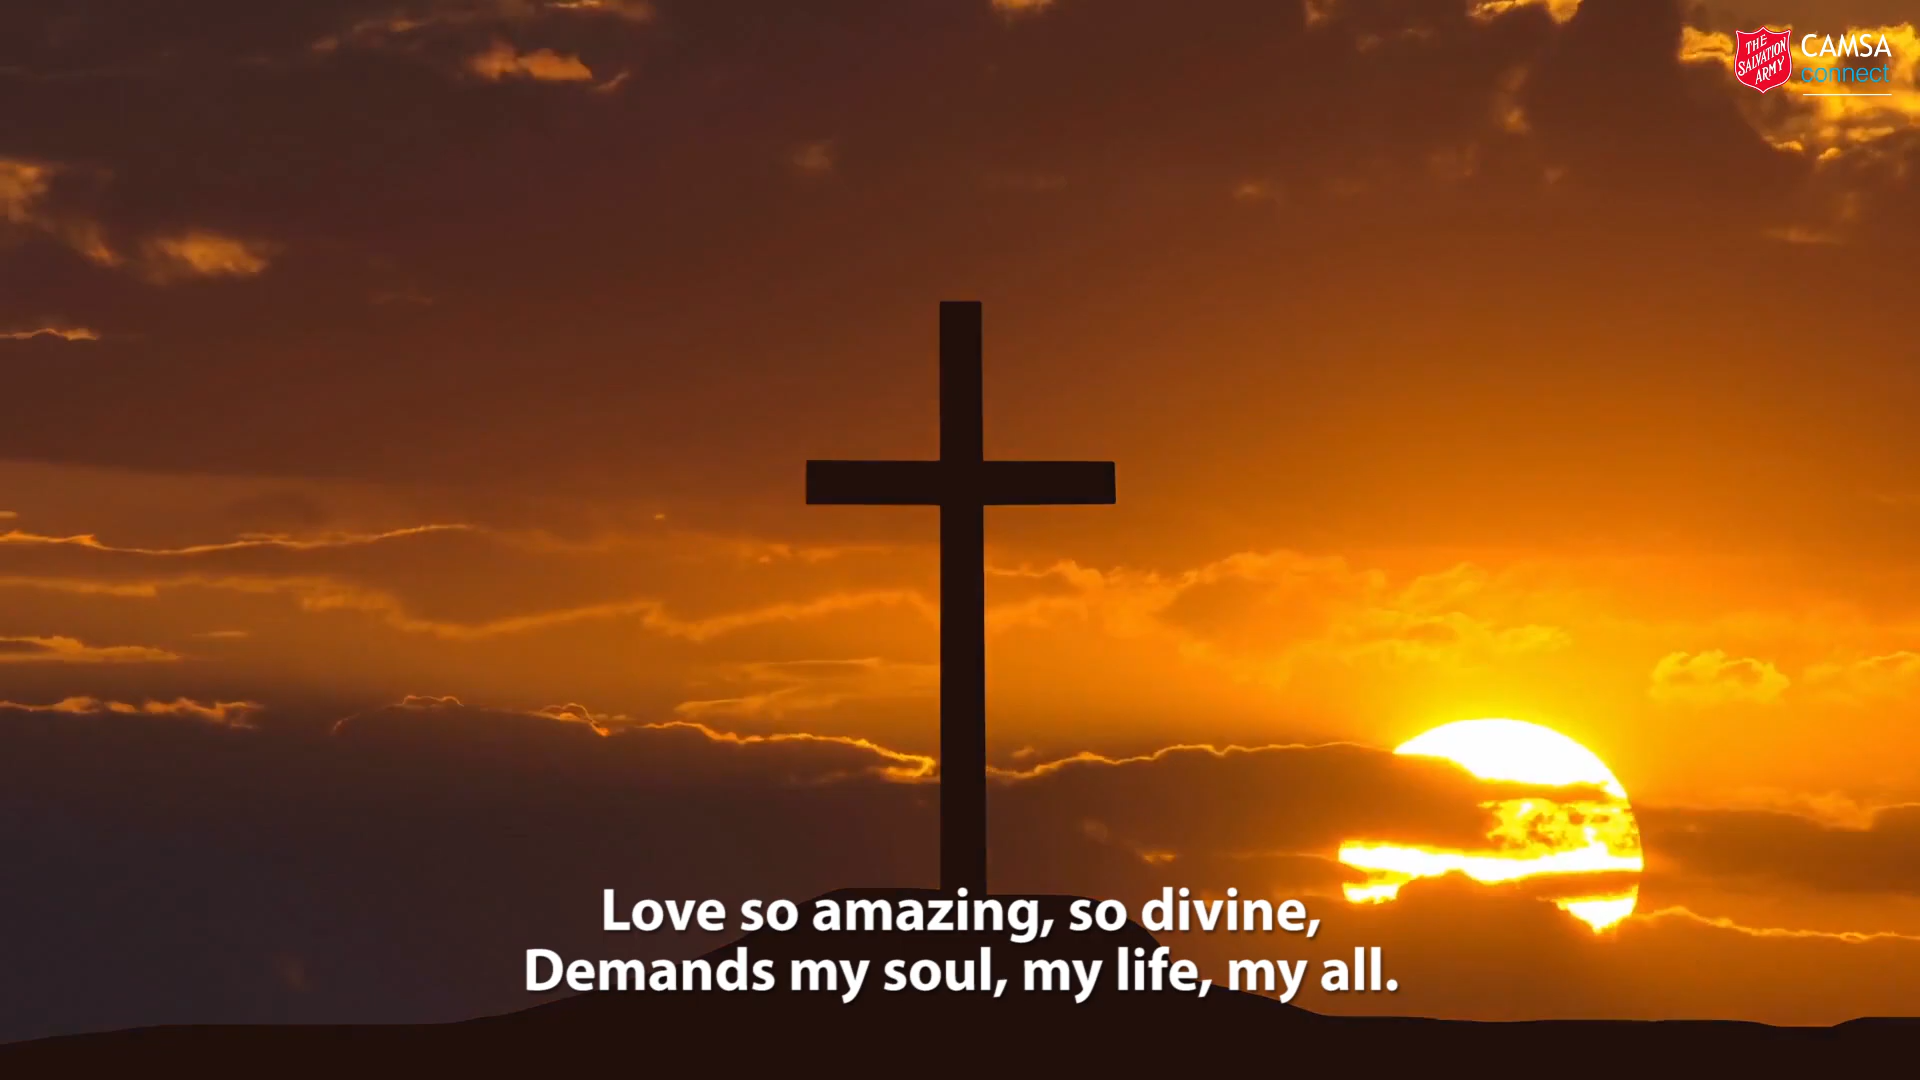 THE
SALVATION
ARMY
CAMSA
connect
Love so amazing, so divine,
Demands my soul, my life, my all.